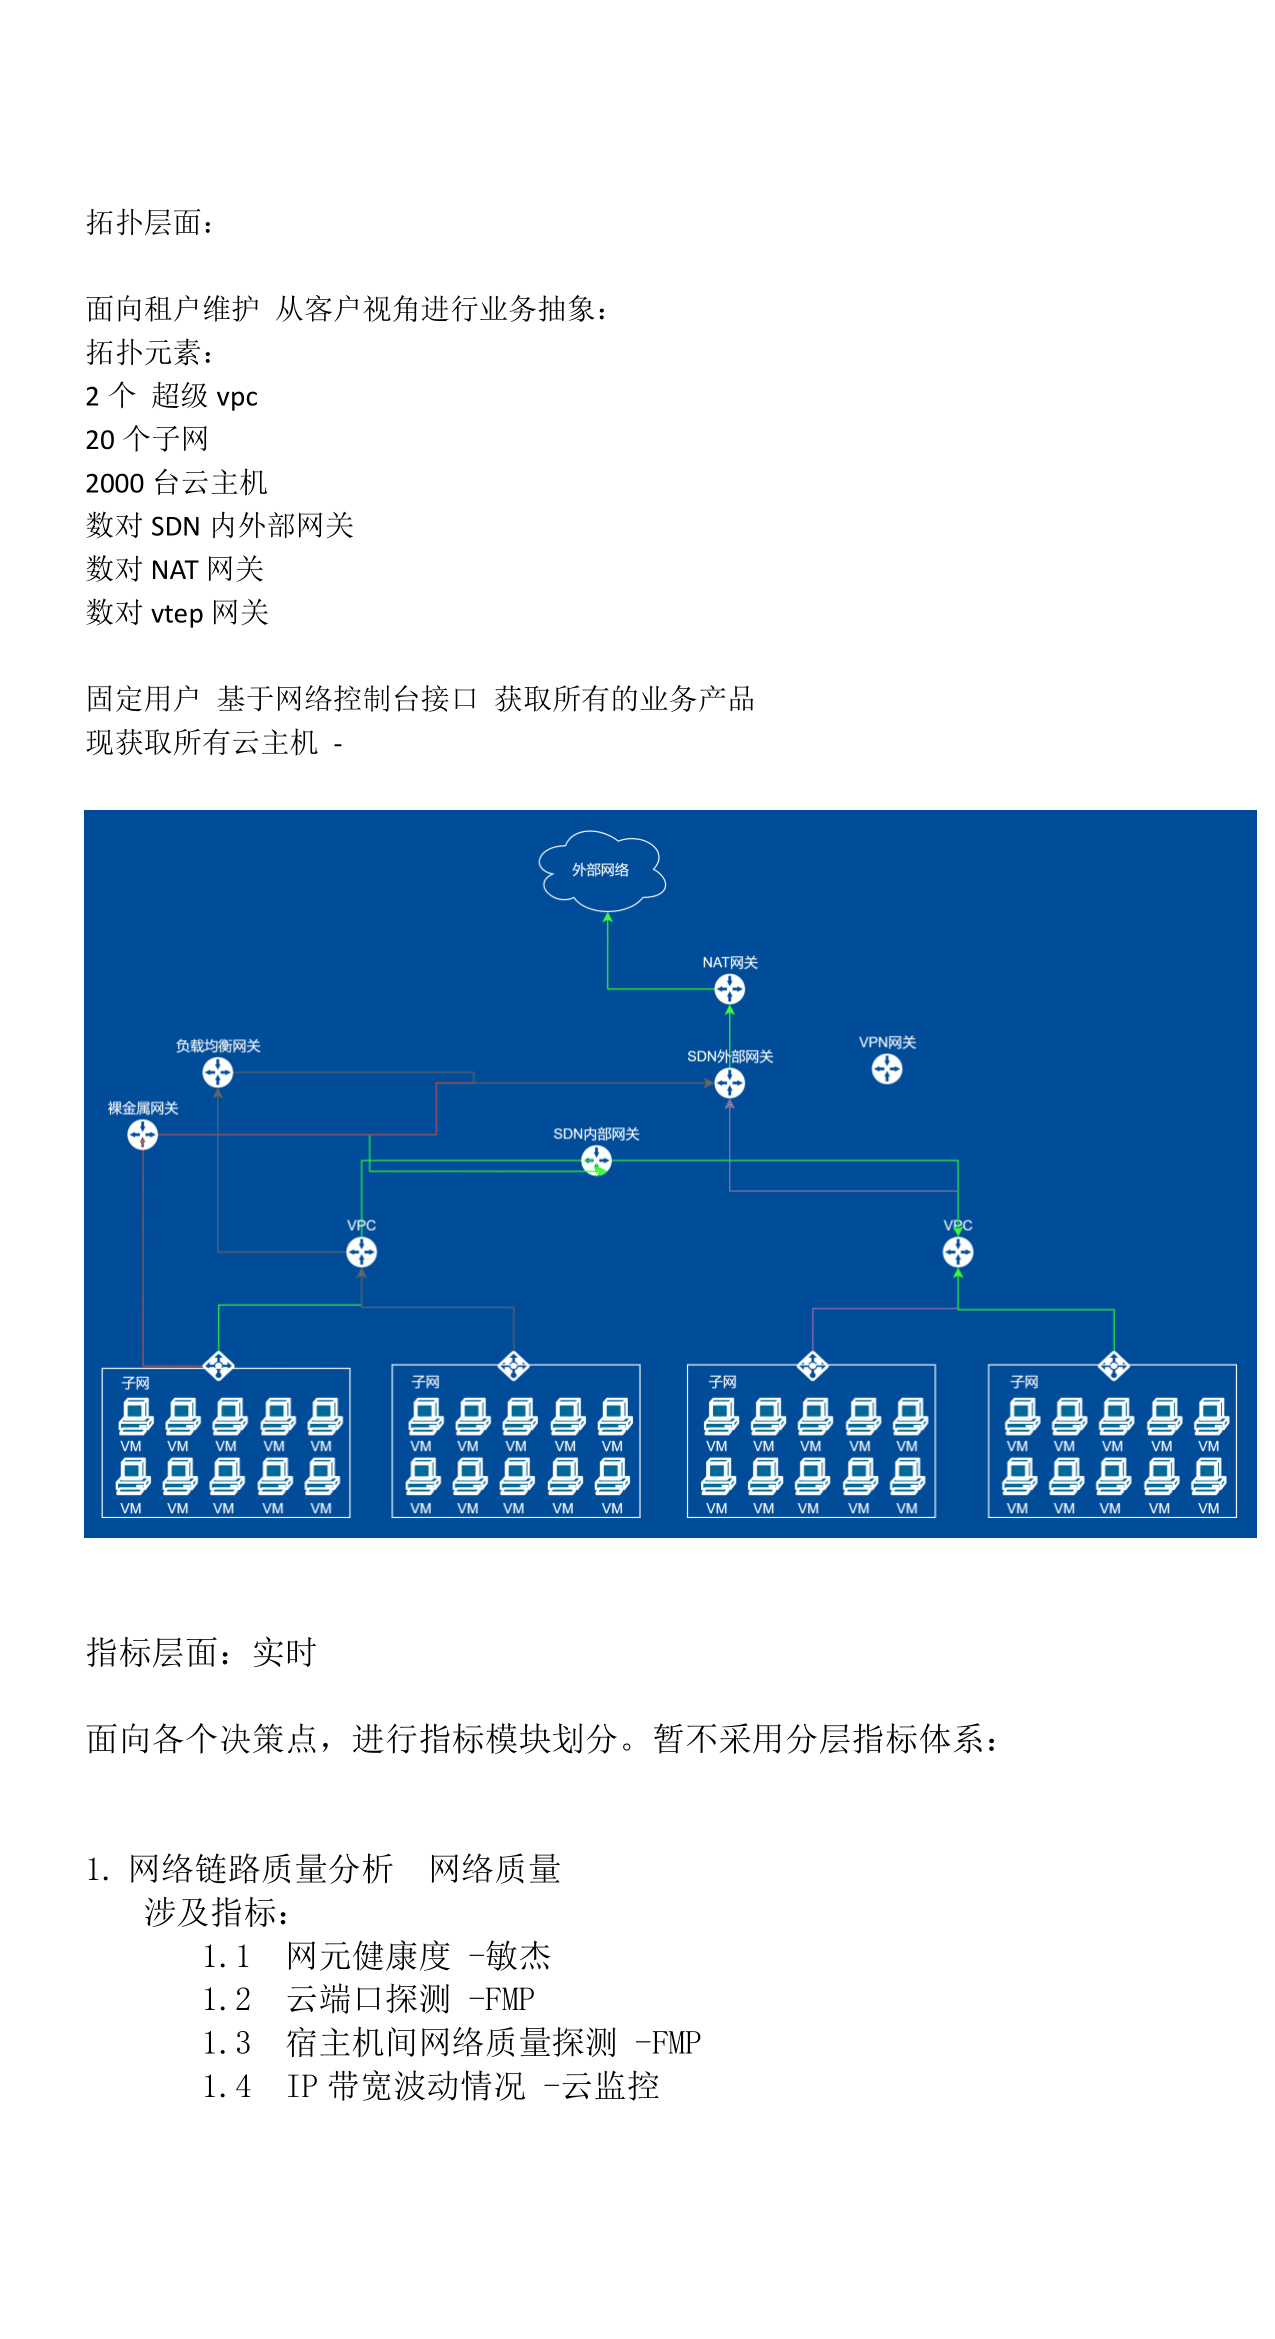 拓扑层面：
面向租户维护 从客户视角进行业务抽象：
拓扑元素：
2 个 超级 vpc
20 个子网
2000 台云主机
数对 SDN 内外部网关
数对 NAT 网关
数对 vtep 网关
固定用户 基于网络控制台接口 获取所有的业务产品
现获取所有云主机 -
外部网络
NAT网关
负载均衡网关
SDN外部网关
VPN网关
裸金属网关
SDN内部网关
VPC
VPC
子网
子网
子网
子网
VM VM VM VM VM
VM VM VM VM VM
VM VM VM VM VM
VM VM VM VM VM
VM VM VM VM VM
VM VM VM VM VM
VM VM VM VM VM
VM VM VM VM VM
指标层面：实时
面向各个决策点，进行指标模块划分。暂不采用分层指标体系：
1. 网络链路质量分析 网络质量
涉及指标：
1.1 网元健康度 -敏杰
1.2 云端口探测 -FMP
1.3 宿主机间网络质量探测 -FMP
1.4 IP 带宽波动情况 -云监控